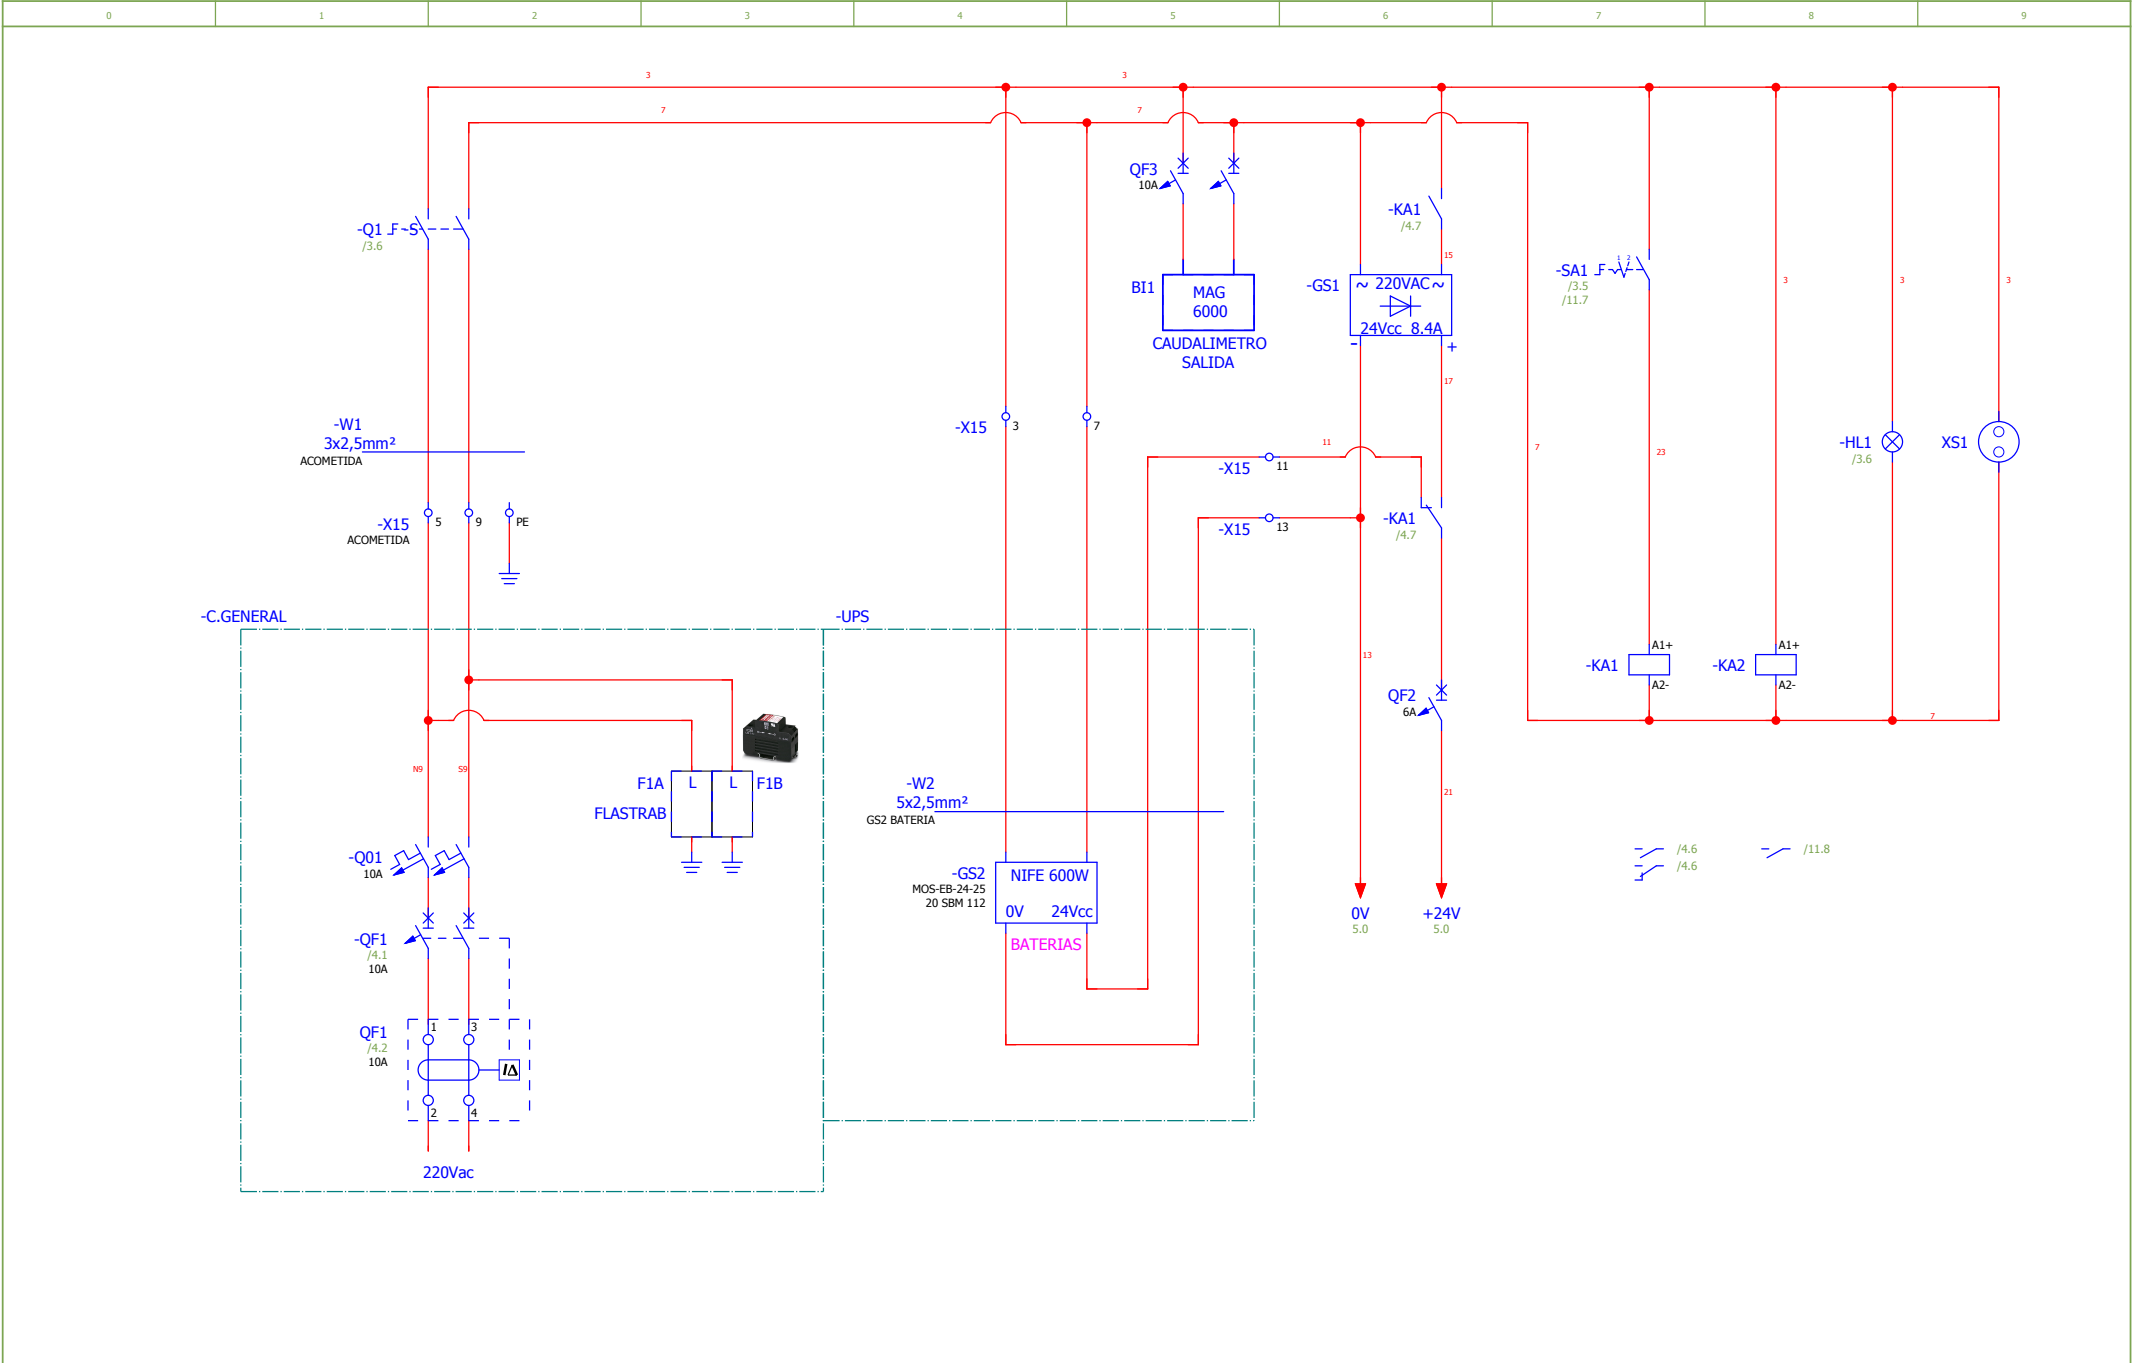 0 1 2 3 4 5 6 7 8 9
3 3
7 7
QF3
10A
-Q1
/3.6
-KA1
/4.7
15
-SA1
1 2
/3.5
/11.7
BI1
MAG
6000
CAUDALIMETRO
SALIDA
-GS1
~ 220VAC ~
24Vcc 8.4A
- +
17
3
3
3
-W1
3x2,5mm²
ACOMETIDA
-X15
3
7
-X15
11
11
7
23
-HL1
/3.6
XS1
-X15
ACOMETIDA
5
9
PE
-X15
13
-KA1
/4.7
-C.GENERAL
-UPS
13
-KA1
A1+
A2-
-KA2
A1+
A2-
QF2
6A
7
N9
S9
F1A
L
L
F1B
FLASTRAB
-W2
5x2,5mm²
GS2 BATERIA
21
-Q01
10A
-GS2
MOS-EB-24-25
20 SBM 112
NIFE 600W
0V 24Vcc
BATERIAS
/4.6
/4.6
/11.8
0V
5.0
+24V
5.0
-QF1
/4.1
10A
QF1
/4.2
10A
1
3
I∆
2
4
220Vac